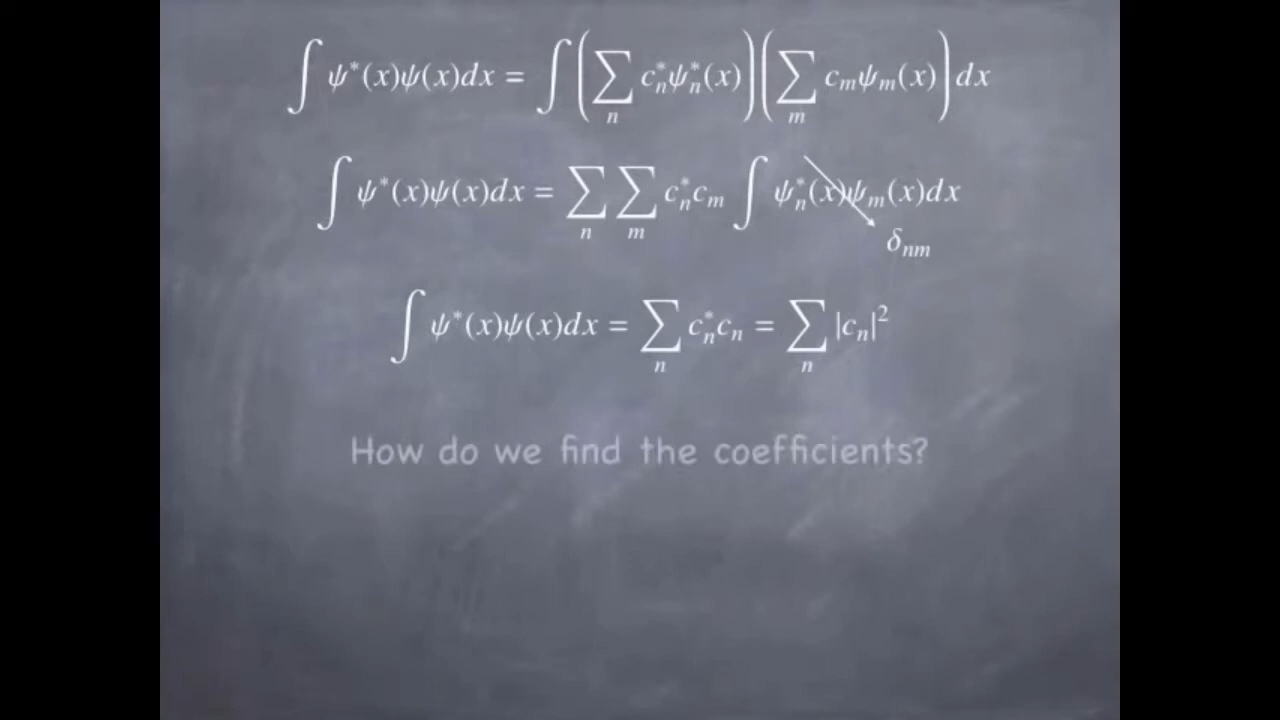 ∫ ψ*(x)ψ(x)dx = ∫ (∑ₙ cₙ*ψₙ*(x)) (∑ₘ cₘψₘ(x)) dx
∫ ψ*(x)ψ(x)dx = ∑ₙ ∑ₘ cₙ*cₘ ∫ ψₙ*(x)ψₘ(x)dx
δₙₘ
∫ ψ*(x)ψ(x)dx = ∑ₙ cₙ*cₙ = ∑ₙ |cₙ|²
How do we find the coefficients?